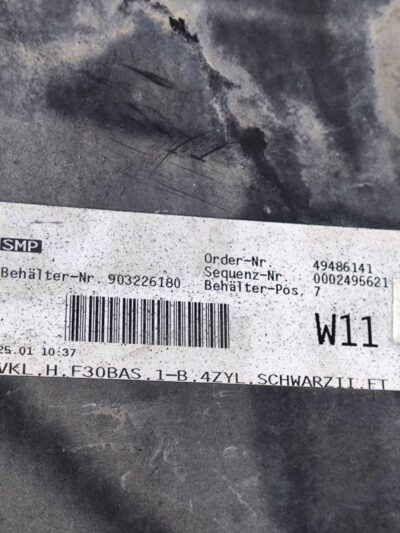 SMP
Order-Nr. 49486141
Behälter-Nr. 903226180 Sequenz-Nr. 0002495621
Behälter-Pos. 7
W11
25.01 10:37
VKL.H.F30BAS.1-B.4ZYL.SCHWARZII.ET